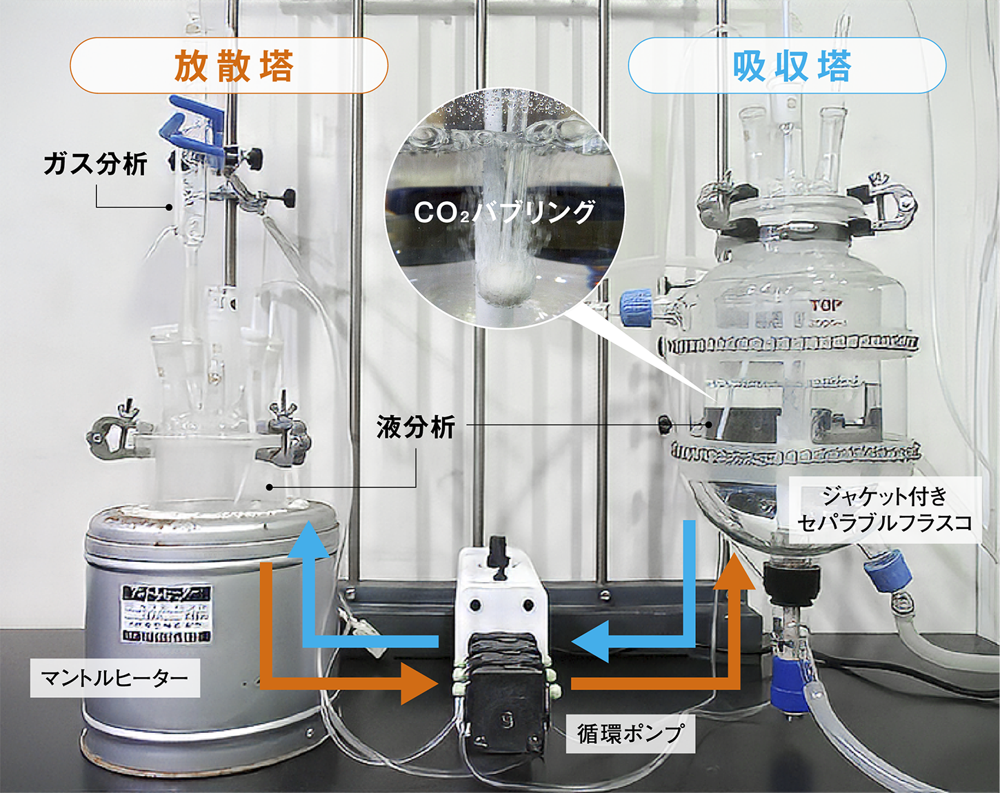 放散塔
吸収塔
ガス分析
CO₂バブリング
TOP
液分析
ジャケット付き
セパラブルフラスコ
マントルヒーター
循環ポンプ